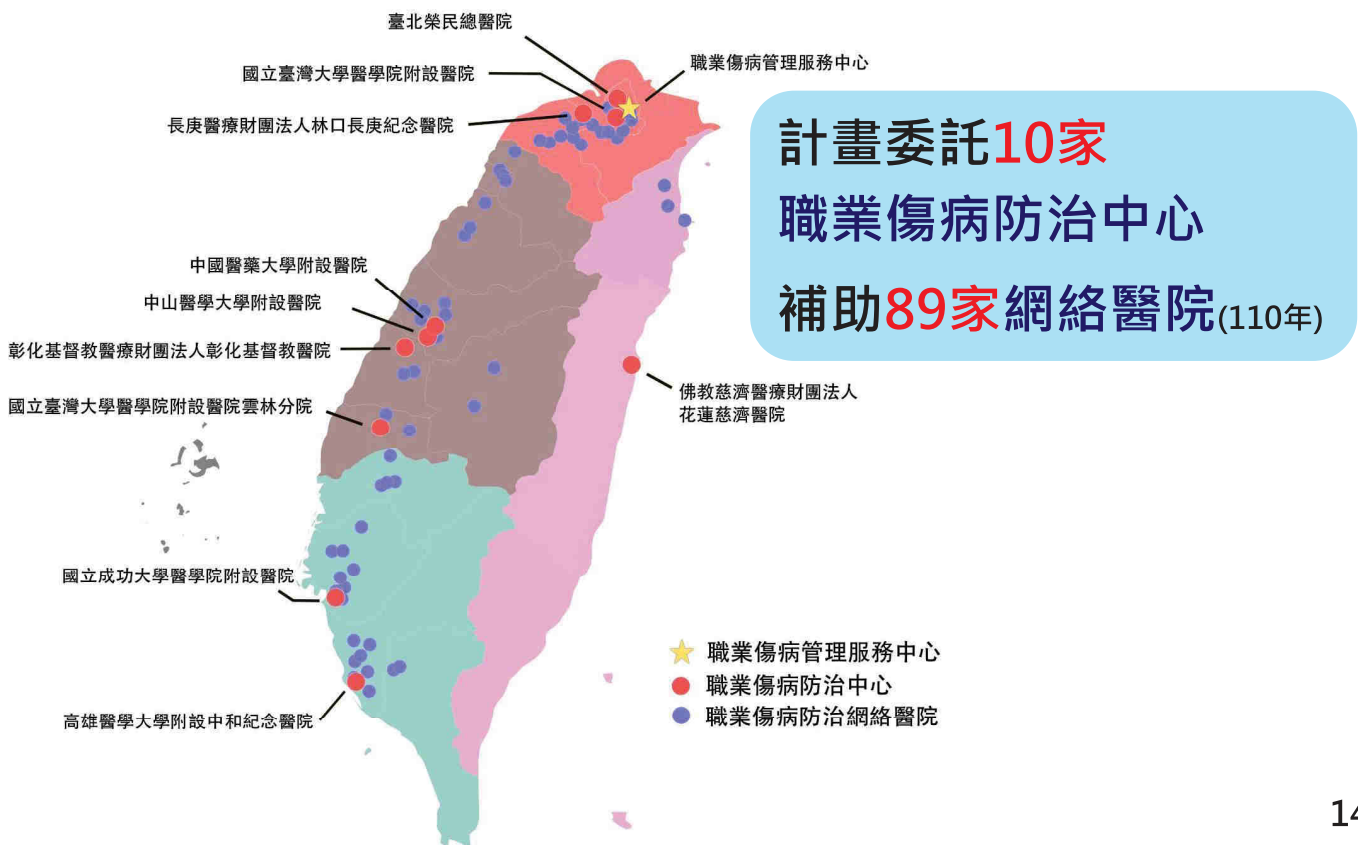 臺北榮民總醫院
國立臺灣大學醫學院附設醫院
長庚醫療財團法人林口長庚紀念醫院
職業傷病管理服務中心
計畫委託10家
職業傷病防治中心
補助89家網絡醫院(110年)
中國醫藥大學附設醫院
中山醫學大學附設醫院
彰化基督教醫療財團法人彰化基督教醫院
國立臺灣大學醫學院附設醫院雲林分院
佛教慈濟醫療財團法人
花蓮慈濟醫院
國立成功大學醫學院附設醫院
高雄醫學大學附設中和紀念醫院
職業傷病管理服務中心
職業傷病防治中心
職業傷病防治網絡醫院
14